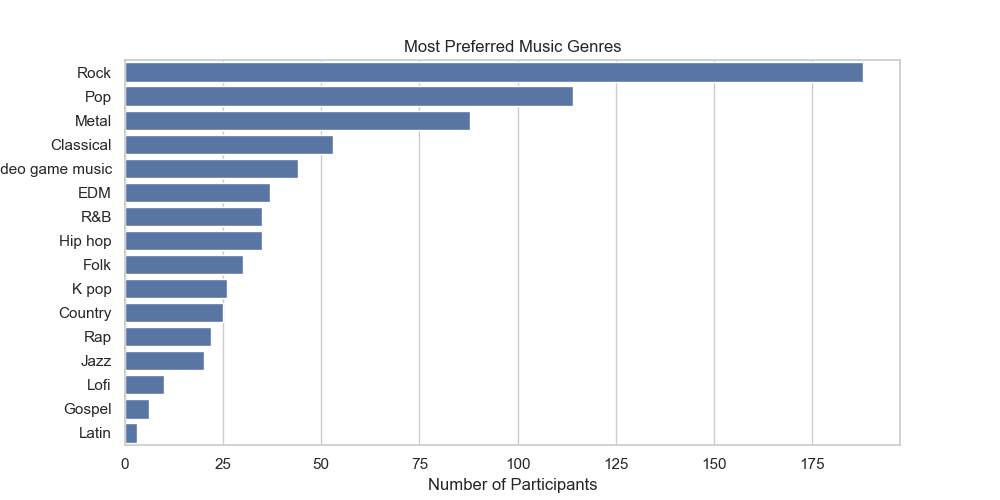 Most Preferred Music Genres
Rock
Pop
Metal
Classical
deo game music
EDM
R&B
Hip hop
Folk
K pop
Country
Rap
Jazz
Lofi
Gospel
Latin
0 25 50 75 100 125 150 175
Number of Participants